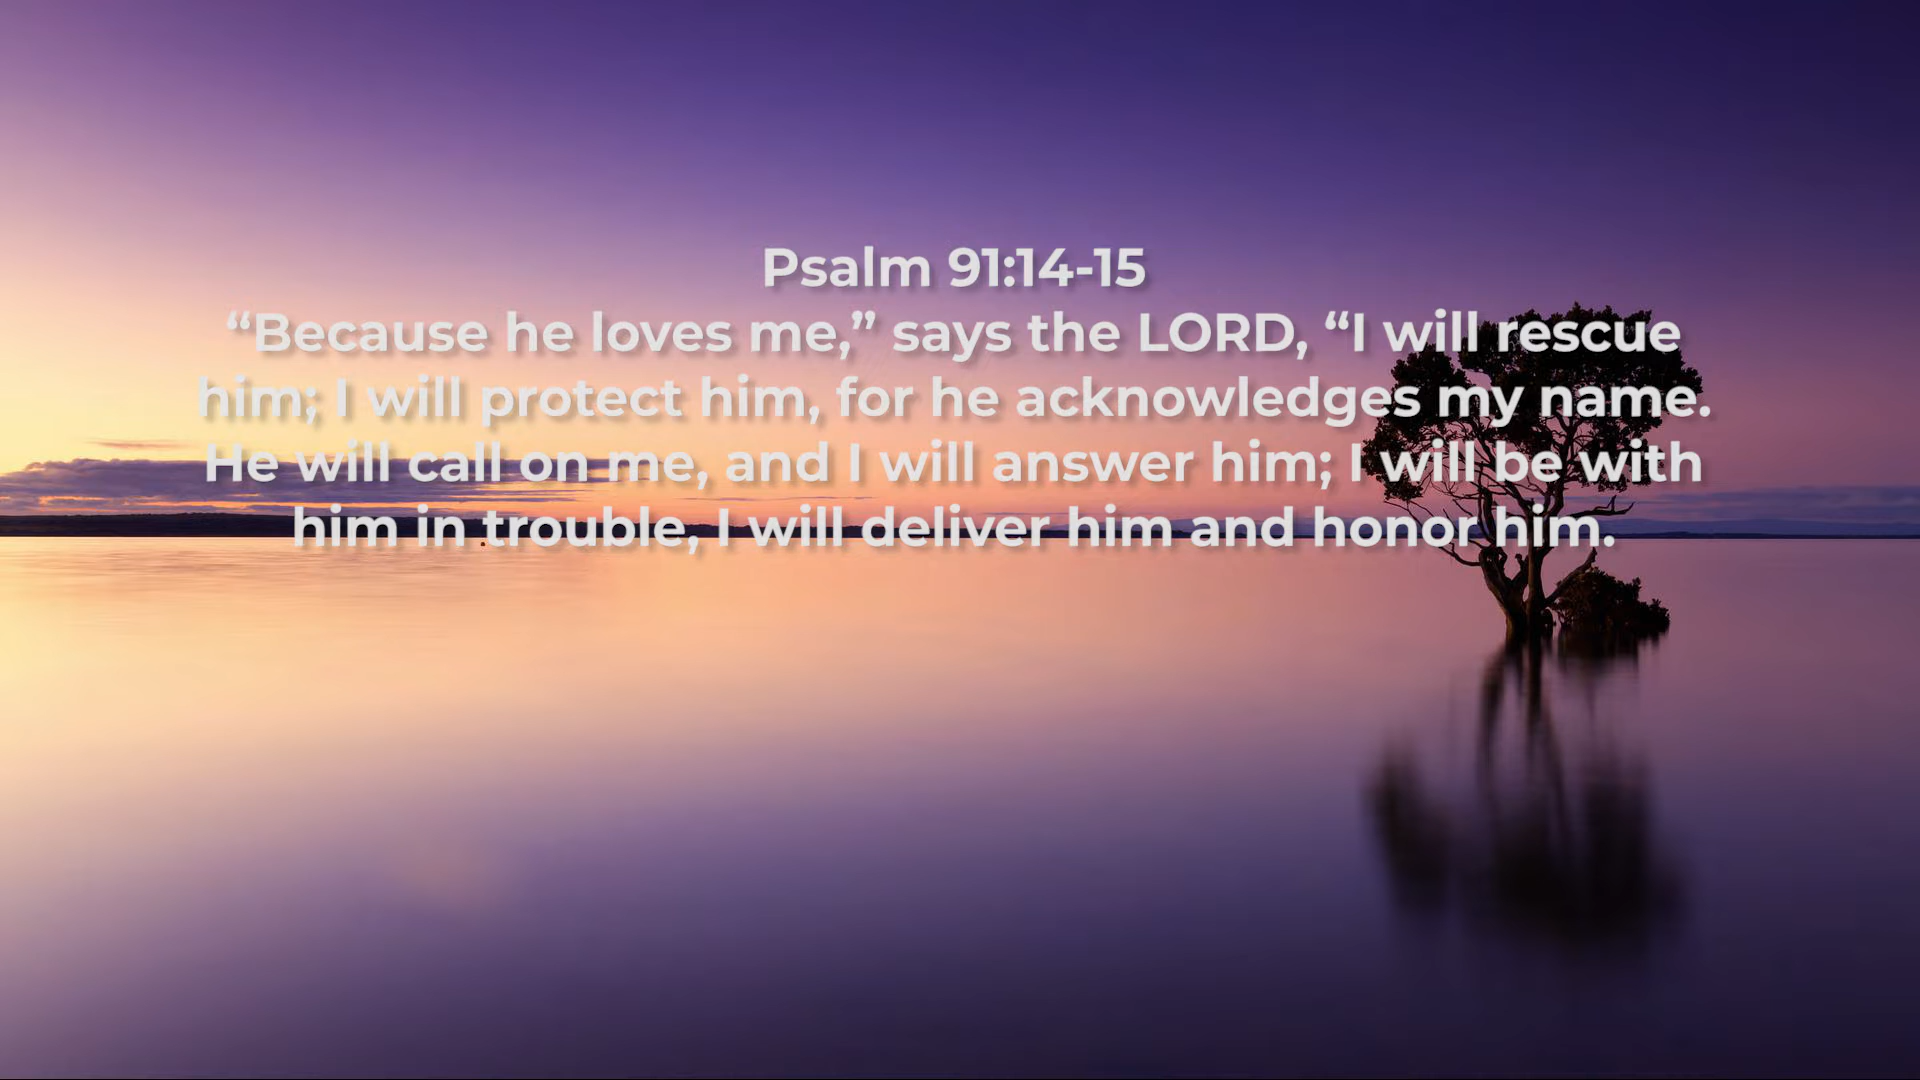 Psalm 91:14-15
“Because he loves me,” says the LORD, “I will rescue
him; I will protect him, for he acknowledges my name.
He will call on me, and I will answer him; I will be with
him in trouble, I will deliver him and honor him.